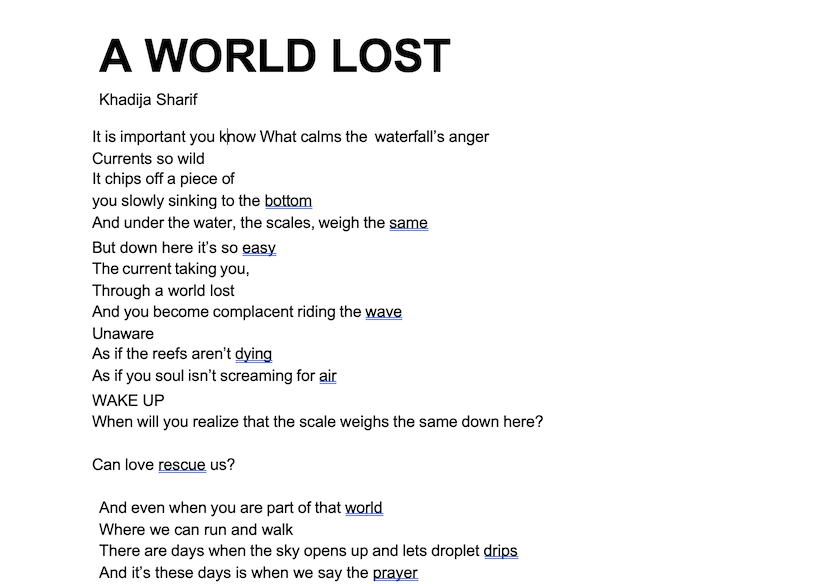 A WORLD LOST
Khadija Sharif
It is important you know What calms the  waterfall's anger
Currents so wild
It chips off a piece of
you slowly sinking to the bottom
And under the water, the scales, weigh the same
But down here it’s so easy
The current taking you,
Through a world lost
And you become complacent riding the wave
Unaware
As if the reefs aren’t dying
As if you soul isn’t screaming for air
WAKE UP
When will you realize that the scale weighs the same down here?
Can love rescue us?
And even when you are part of that world
Where we can run and walk
There are days when the sky opens up and lets droplet drips
And it’s these days is when we say the prayer